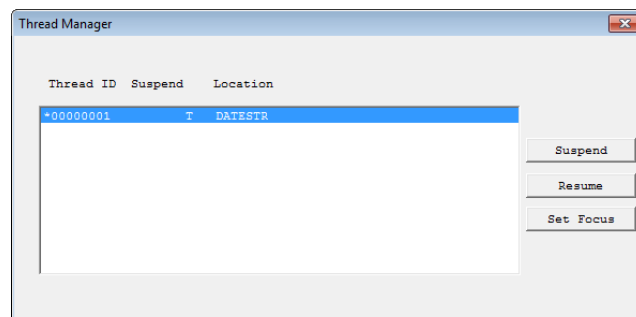 Thread Manager
Thread ID Suspend Location
*00000001 T DATESTR
Suspend
Resume
Set Focus